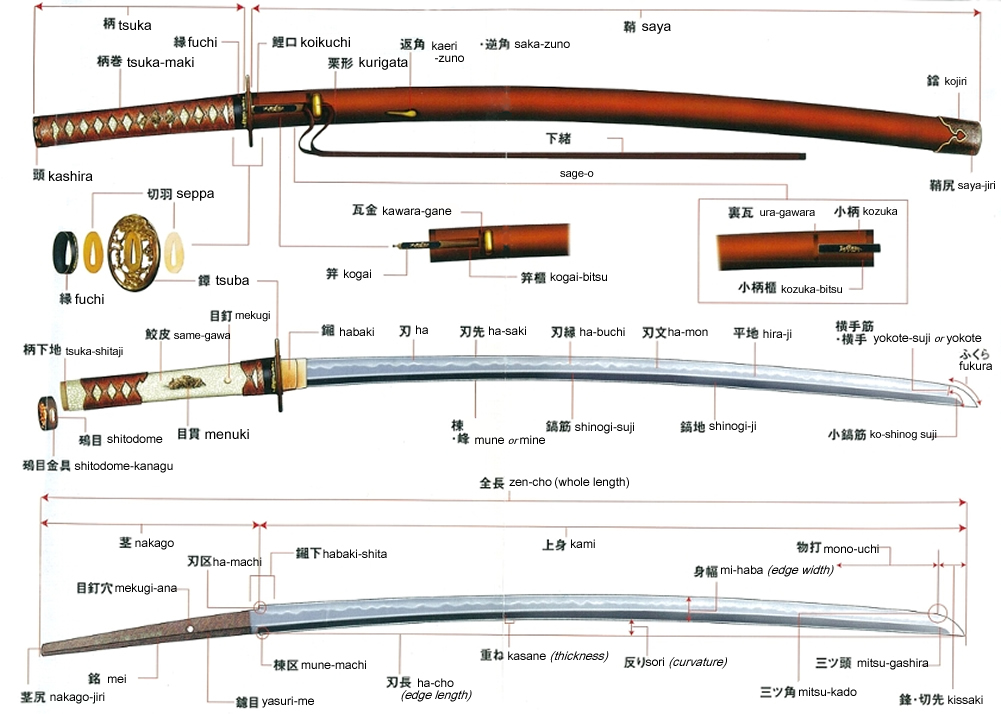 柄 tsuka
鞘 saya
縁 fuchi
鯉口 koikuchi
返角 kaeri-zuno
・逆角 saka-zuno
柄巻 tsuka-maki
栗形 kurigata
鐺 kojiri
下緒
sage-o
頭 kashira
鞘尻 saya-jiri
切羽 seppa
瓦金 kawara-gane
裏瓦 ura-gawara
小柄 kozuka
笄 kogai
笄櫃 kogai-bitsu
小柄櫃 kozuka-bitsu
鐔 tsuba
縁 fuchi
目釘 mekugi
鮫皮 same-gawa
柄下地 tsuka-shitaji
鎺 habaki
刃 ha
刃先 ha-saki
刃縁 ha-buchi
刃文 ha-mon
平地 hira-ji
横手筋
・横手 yokote-suji or yokote
ふくら
fukura
鵐目 shitodome
目貫 menuki
棟
・峰 mune or mine
鎬筋 shinogi-suji
鎬地 shinogi-ji
小鎬筋 ko-shinog suji
鵐目金具 shitodome-kanagu
全長 zen-cho (whole length)
茎 nakago
上身 kami
刃区 ha-machi
鎺下 habaki-shita
物打 mono-uchi
目釘穴 mekugi-ana
身幅 mi-haba (edge width)
棟区 mune-machi
重ね kasane (thickness)
反り sori (curvature)
三ツ頭 mitsu-gashira
銘 mei
刃長 ha-cho
(edge length)
三ツ角 mitsu-kado
茎尻 nakago-jiri
鑢目 yasuri-me
鋒・切先 kissaki